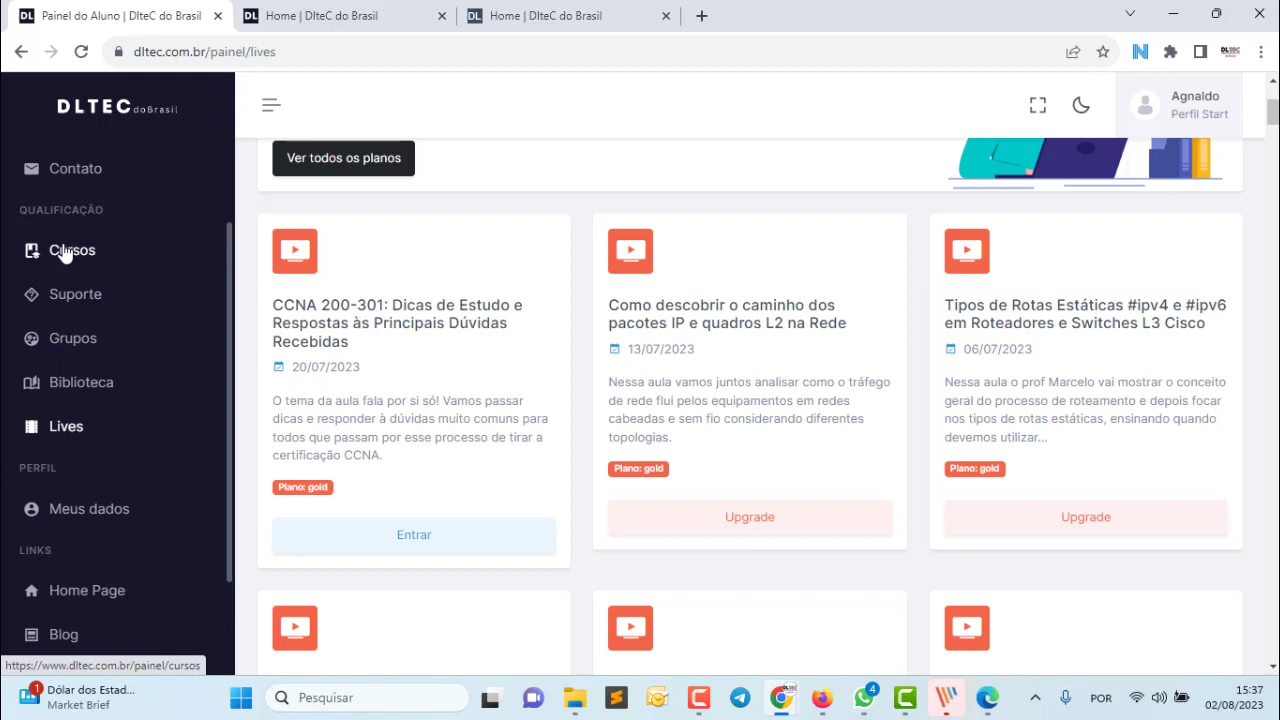 DL Painel do Aluno | DlteC do Brasil
DL Home | DlteC do Brasil
DL Home | DlteC do Brasil
dltec.com.br/painel/lives
DLTEC do Brasil
Agnaldo
Perfil Start
Contato
QUALIFICAÇÃO
Cursos
Suporte
Grupos
Biblioteca
Lives
PERFIL
Meus dados
LINKS
Home Page
Blog
https://www.dltec.com.br/painel/cursos
Ver todos os planos
CCNA 200-301: Dicas de Estudo e
Respostas às Principais Dúvidas
Recebidas
20/07/2023
O tema da aula fala por si só! Vamos passar
dicas e responder à dúvidas muito comuns para
todos que passam por esse processo de tirar a
certificação CCNA.
Plano: gold
Entrar
Como descobrir o caminho dos
pacotes IP e quadros L2 na Rede
13/07/2023
Nessa aula vamos juntos analisar como o tráfego
de rede flui pelos equipamentos em redes
cabeadas e sem fio considerando diferentes
topologias.
Plano: gold
Upgrade
Tipos de Rotas Estáticas #ipv4 e #ipv6
em Roteadores e Switches L3 Cisco
06/07/2023
Nessa aula o prof Marcelo vai mostrar o conceito
geral do processo de roteamento e depois focar
nos tipos de rotas estáticas, ensinando quando
devemos utilizar...
Plano: gold
Upgrade
1
Dólar dos Estad...
Market Brief
Pesquisar
4
POR
15:37
02/08/2023